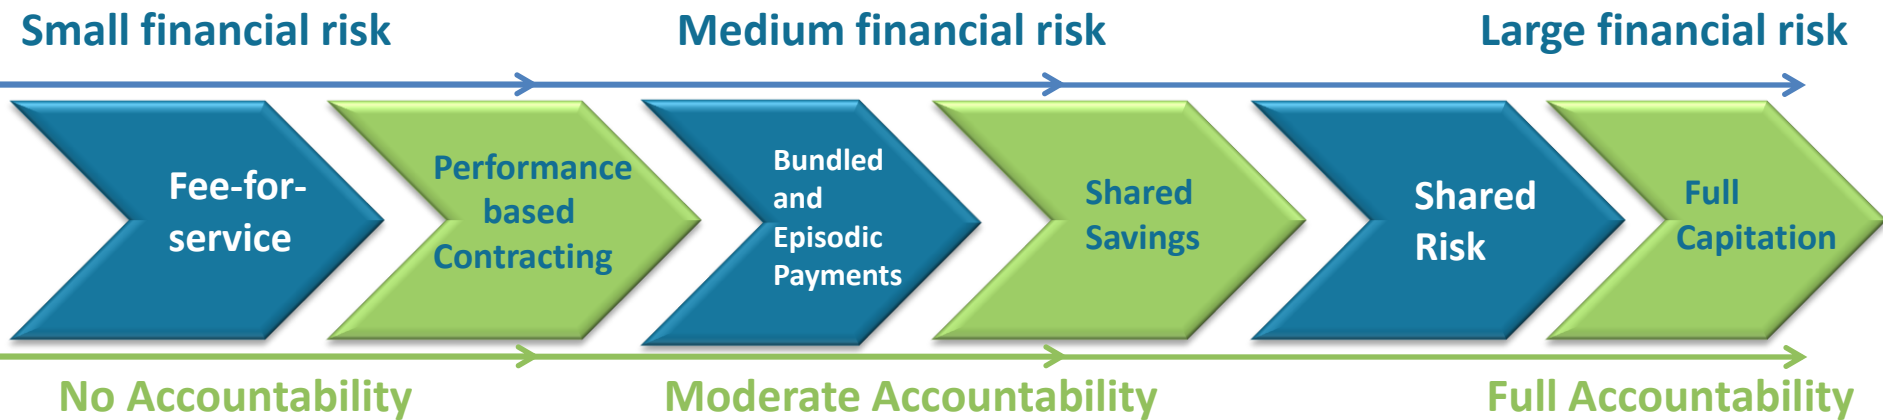 Small financial risk
Medium financial risk
Large financial risk
Fee-for-
service
Performance
based
Contracting
Bundled
and
Episodic
Payments
Shared
Savings
Shared
Risk
Full
Capitation
No Accountability
Moderate Accountability
Full Accountability